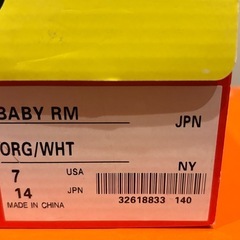 BABY RM JPN
ORG/WHT
7 USA NY
14 JPN
MADE IN CHINA 32618833 140